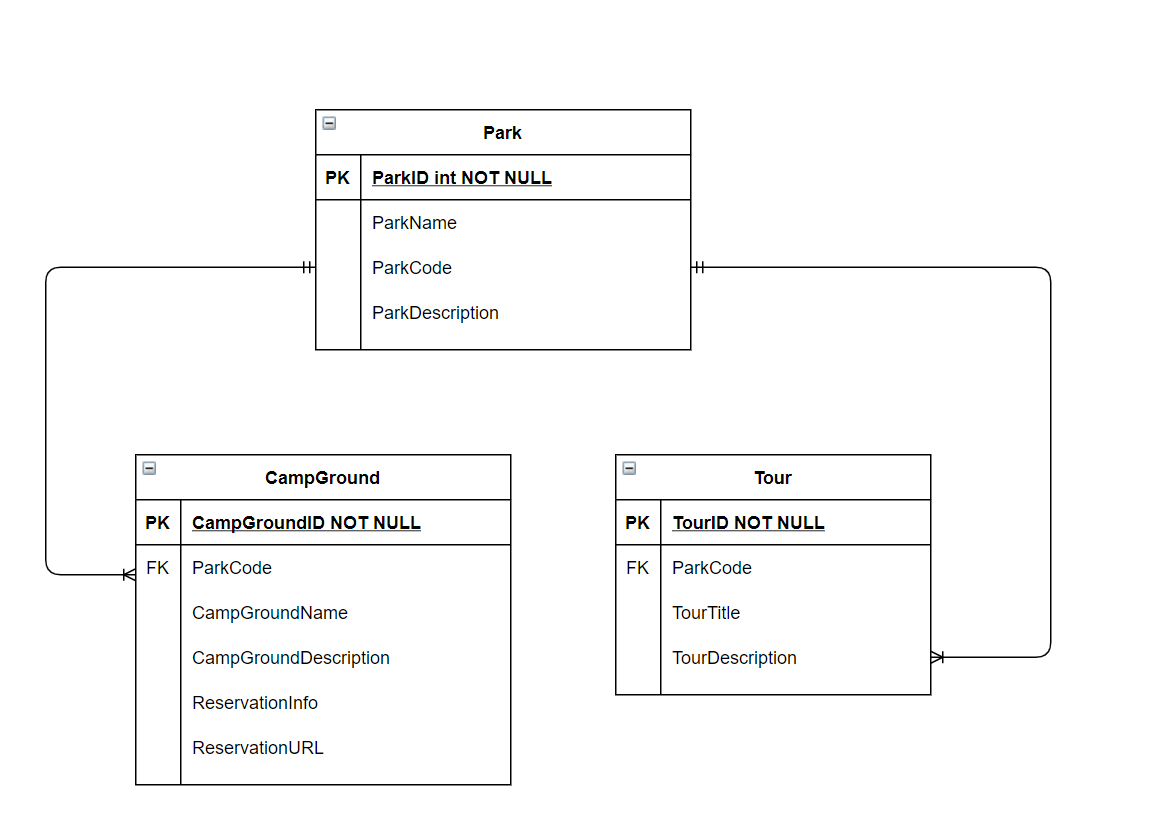 Park
PK ParkID int NOT NULL
ParkName
ParkCode
ParkDescription
CampGround
PK CampGroundID NOT NULL
FK ParkCode
CampGroundName
CampGroundDescription
ReservationInfo
ReservationURL
Tour
PK TourID NOT NULL
FK ParkCode
TourTitle
TourDescription